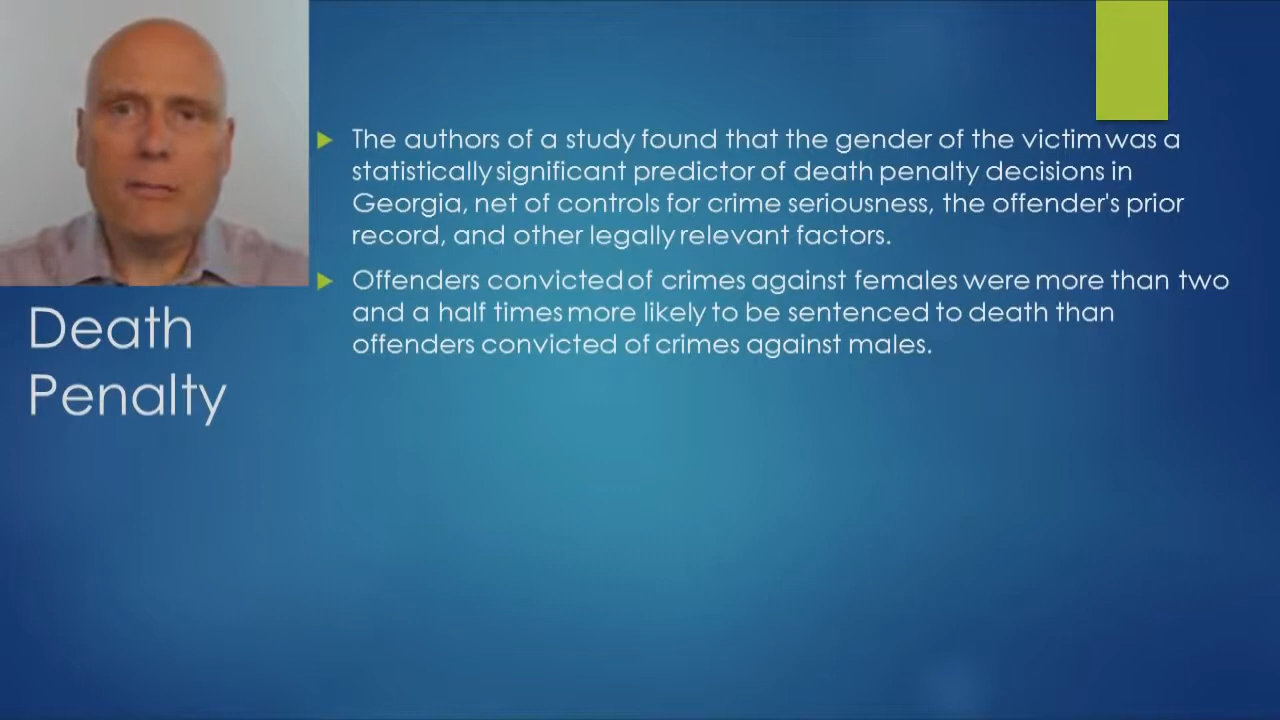 The authors of a study found that the gender of the victim was a
statistically significant predictor of death penalty decisions in
Georgia, net of controls for crime seriousness, the offender's prior
record, and other legally relevant factors.
Offenders convicted of crimes against females were more than two
and a half times more likely to be sentenced to death than
offenders convicted of crimes against males.
Death
Penalty